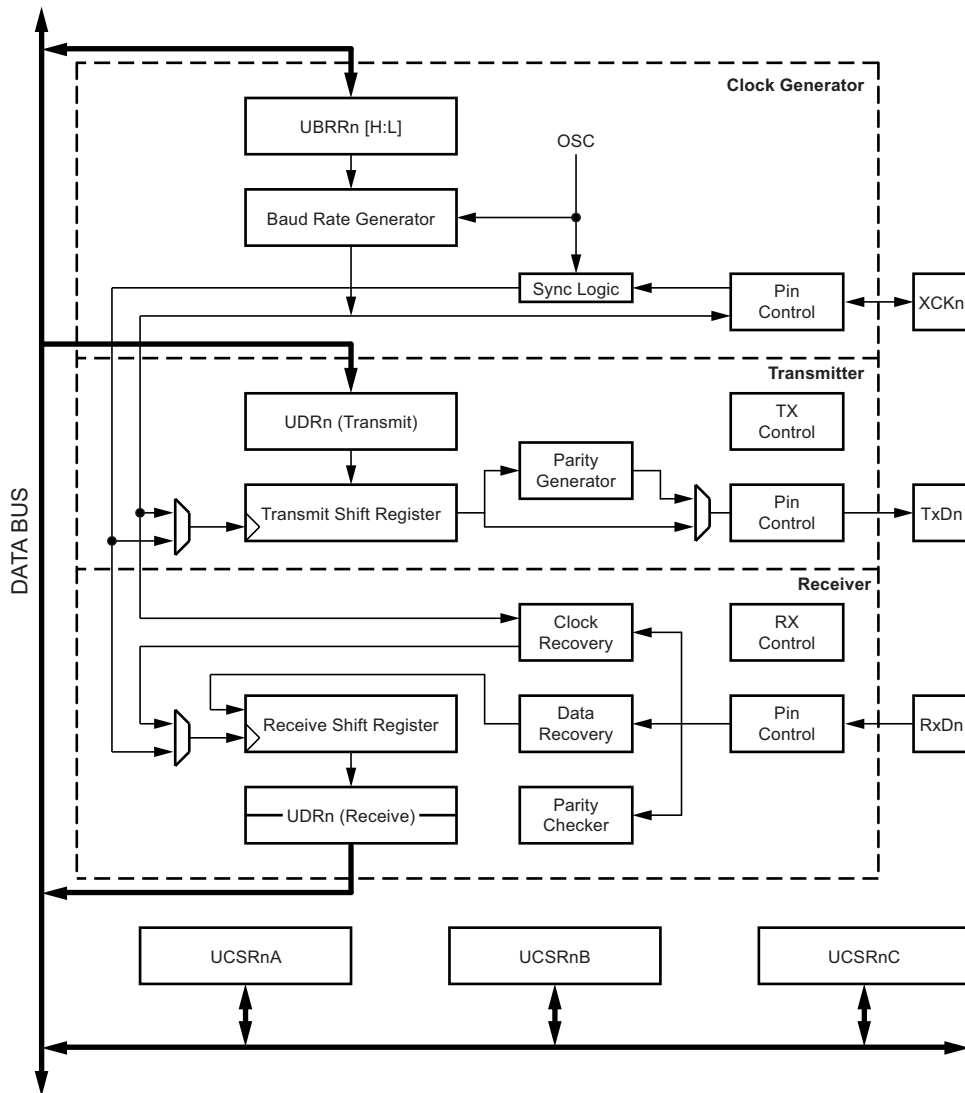 Clock Generator
UBRRn [H:L]
OSC
Baud Rate Generator
Sync Logic
Pin
Control
XCKn
Transmitter
UDRn (Transmit)
TX
Control
Parity
Generator
Transmit Shift Register
Pin
Control
TxDn
DATA BUS
Receiver
Clock
Recovery
RX
Control
Receive Shift Register
Data
Recovery
Pin
Control
RxDn
UDRn (Receive)
Parity
Checker
UCSRnA
UCSRnB
UCSRnC